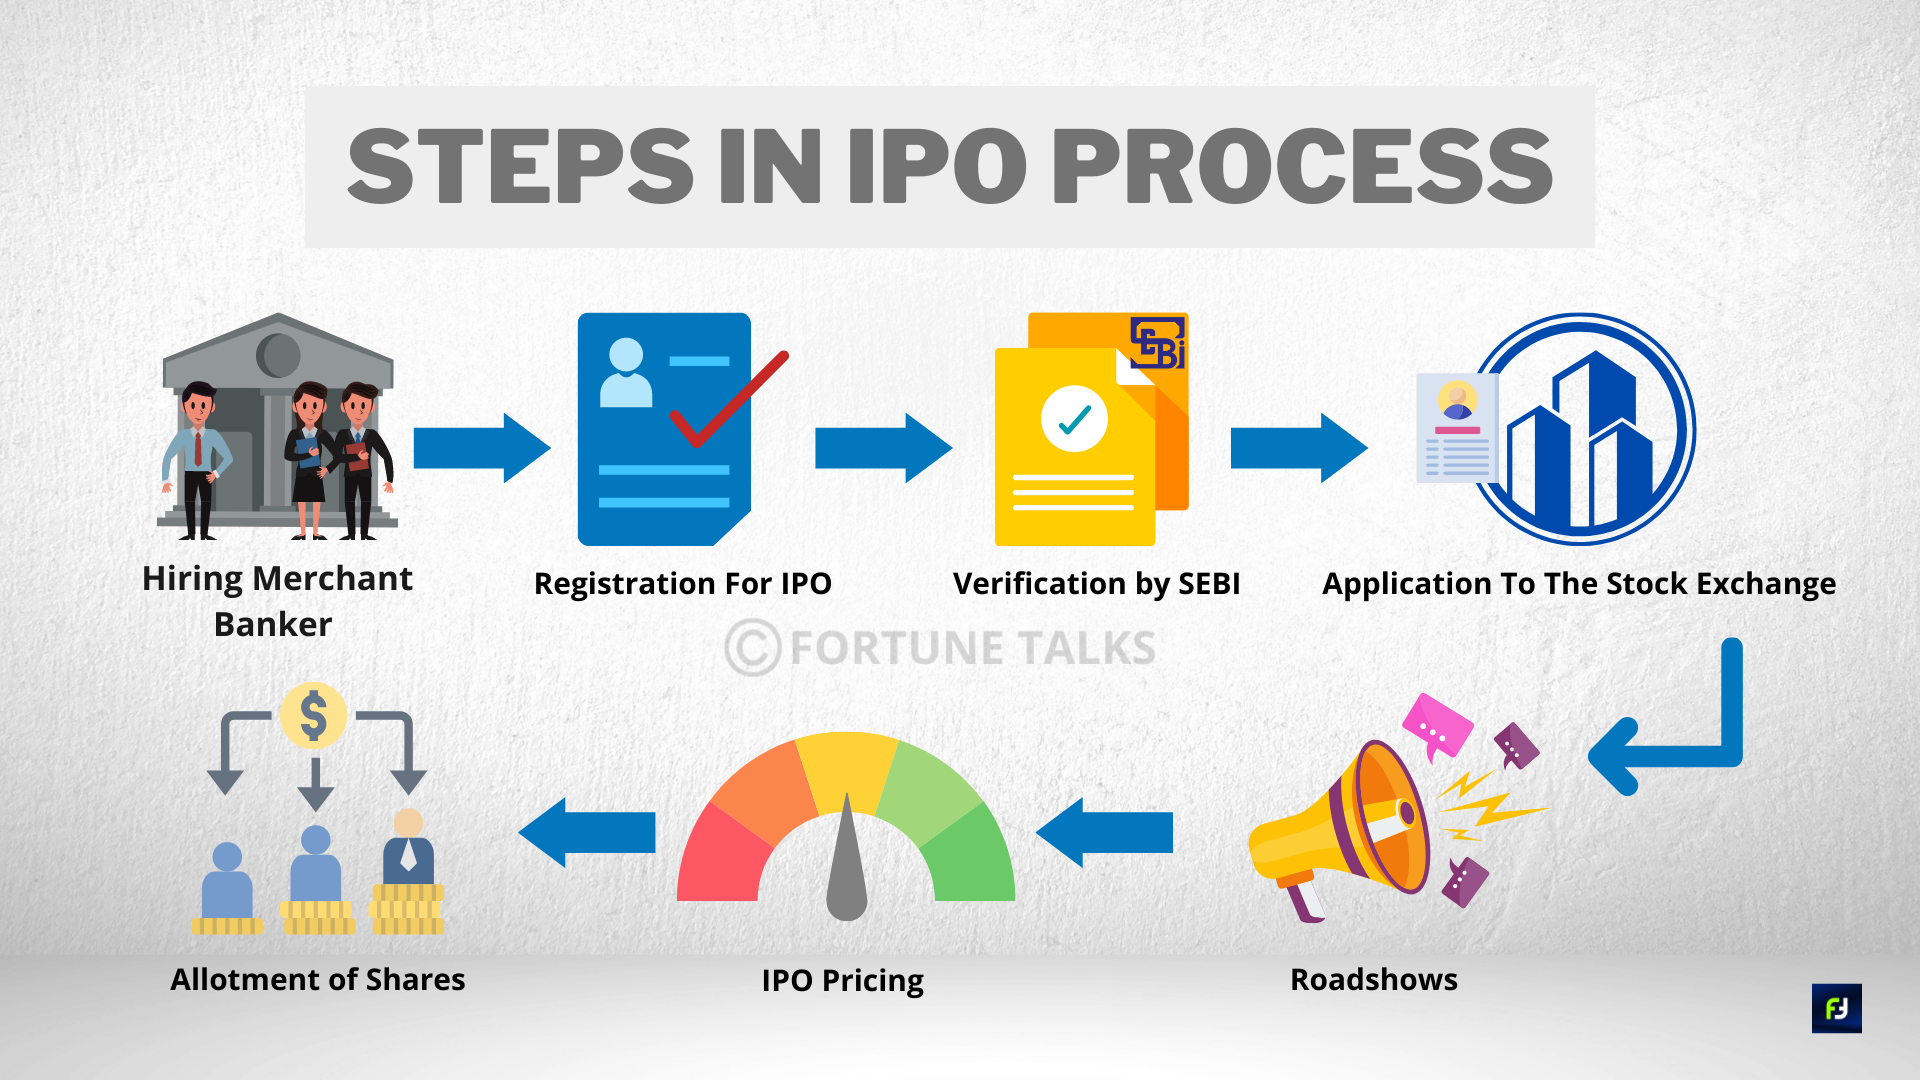 STEPS IN IPO PROCESS
SEBi
Hiring Merchant
Banker
Registration For IPO
Verification by SEBI
Application To The Stock Exchange
© FORTUNE TALKS
$
Allotment of Shares
IPO Pricing
Roadshows
FT